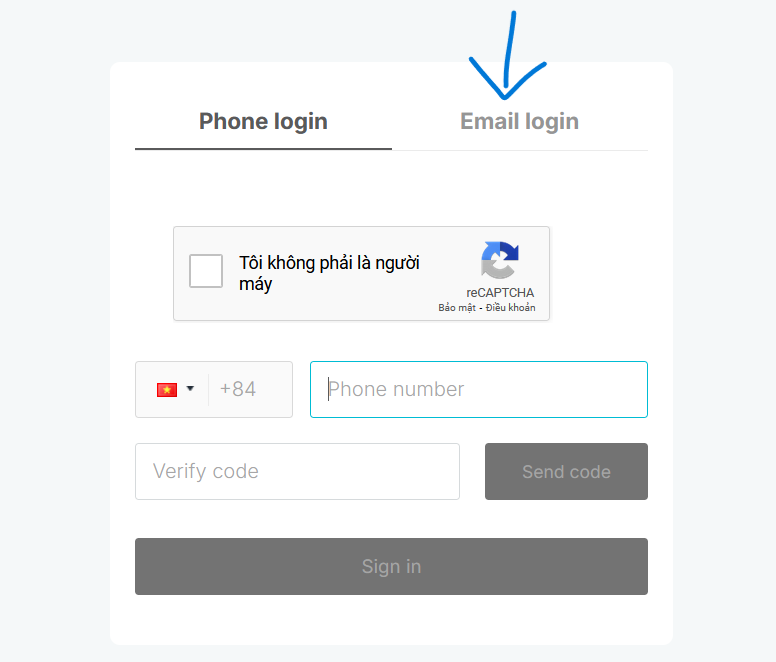 Phone login
Email login
Tôi không phải là người
máy
reCAPTCHA
Bảo mật - Điều khoản
+84
Phone number
Verify code
Send code
Sign in